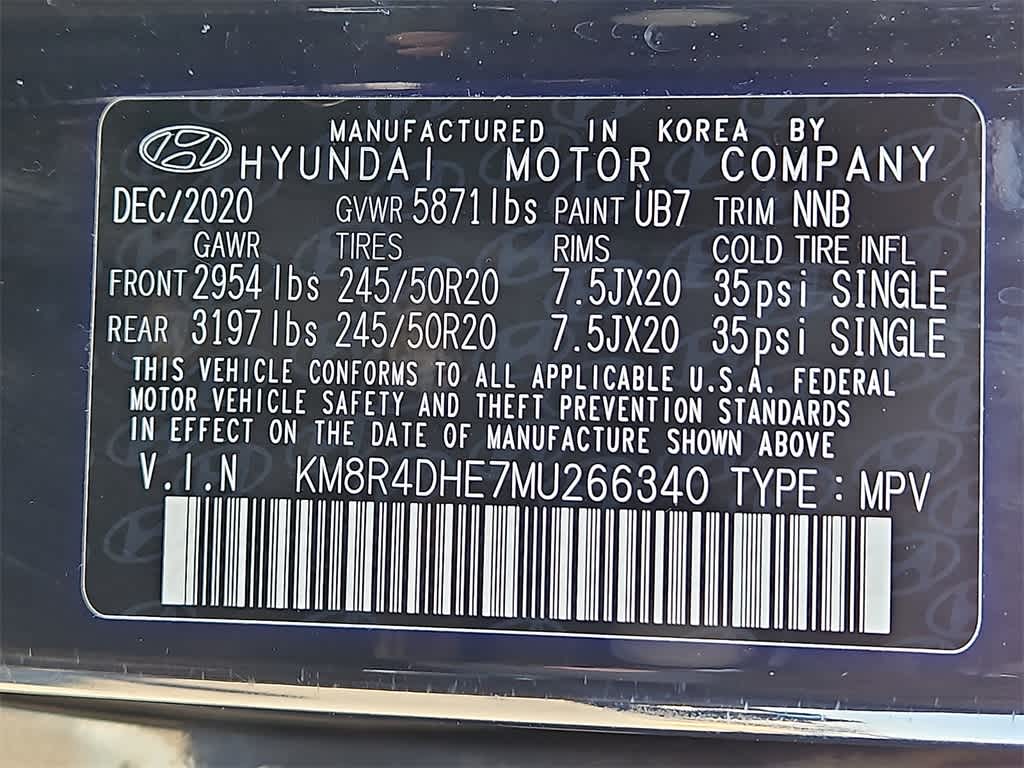 MANUFACTURED IN KOREA BY
HYUNDAI MOTOR COMPANY
DEC/2020 GVWR 5871lbs PAINT UB7 TRIM NNB
GAWR TIRES RIMS COLD TIRE INFL
FRONT 2954lbs 245/50R20 7.5JX20 35psi SINGLE
REAR 3197lbs 245/50R20 7.5JX20 35psi SINGLE
THIS VEHICLE CONFORMS TO ALL APPLICABLE U.S.A. FEDERAL
MOTOR VEHICLE SAFETY AND THEFT PREVENTION STANDARDS
IN EFFECT ON THE DATE OF MANUFACTURE SHOWN ABOVE
V.I.N KM8R4DHE7MU266340 TYPE : MPV